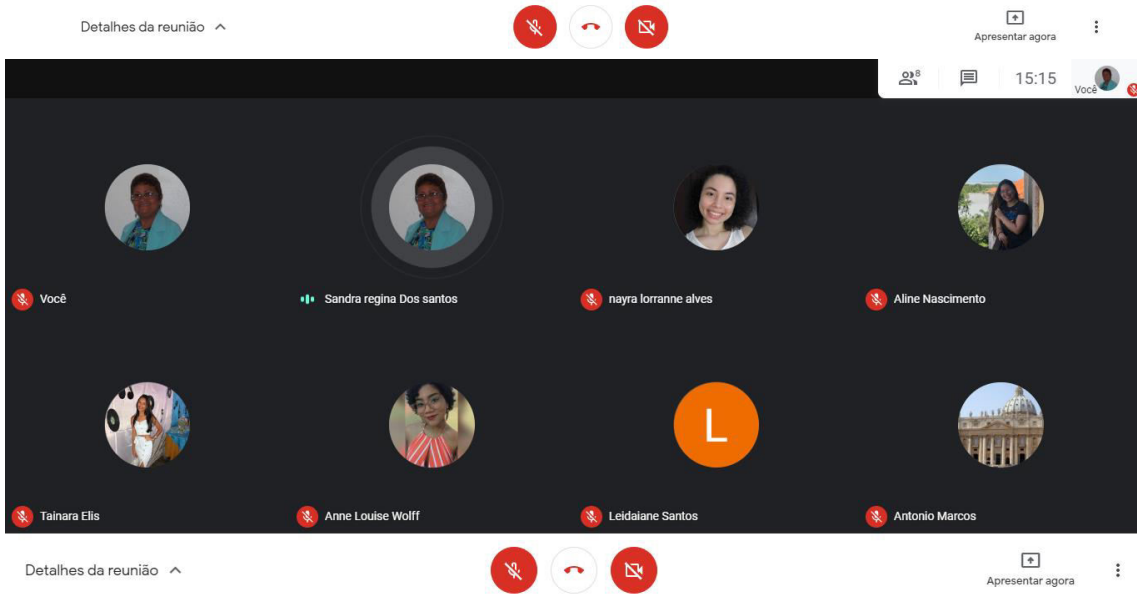 Detalhes da reunião
Apresentar agora
8
15:15
Você
Você
Sandra regina Dos santos
nayra lorranne alves
Aline Nascimento
L
Tainara Elis
Anne Louise Wolff
Leidaiane Santos
Antonio Marcos
Detalhes da reunião
Apresentar agora